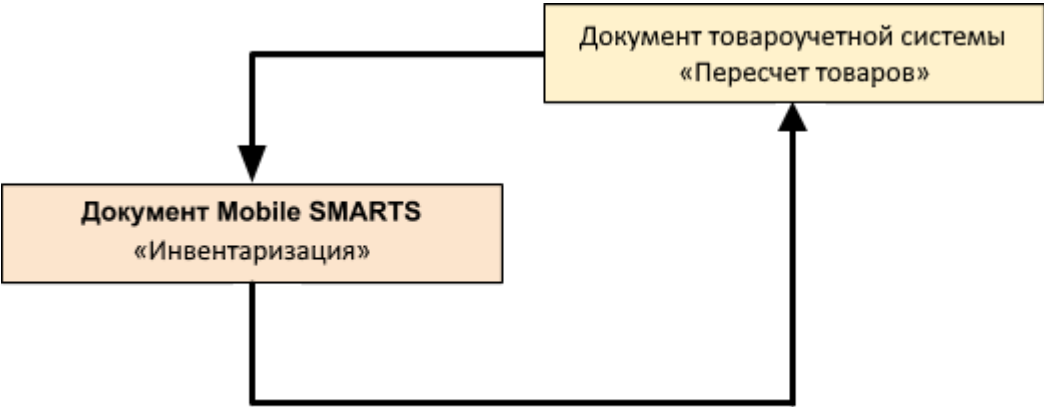 Документ товароучетной системы
«Пересчет товаров»
Документ Mobile SMARTS
«Инвентаризация»